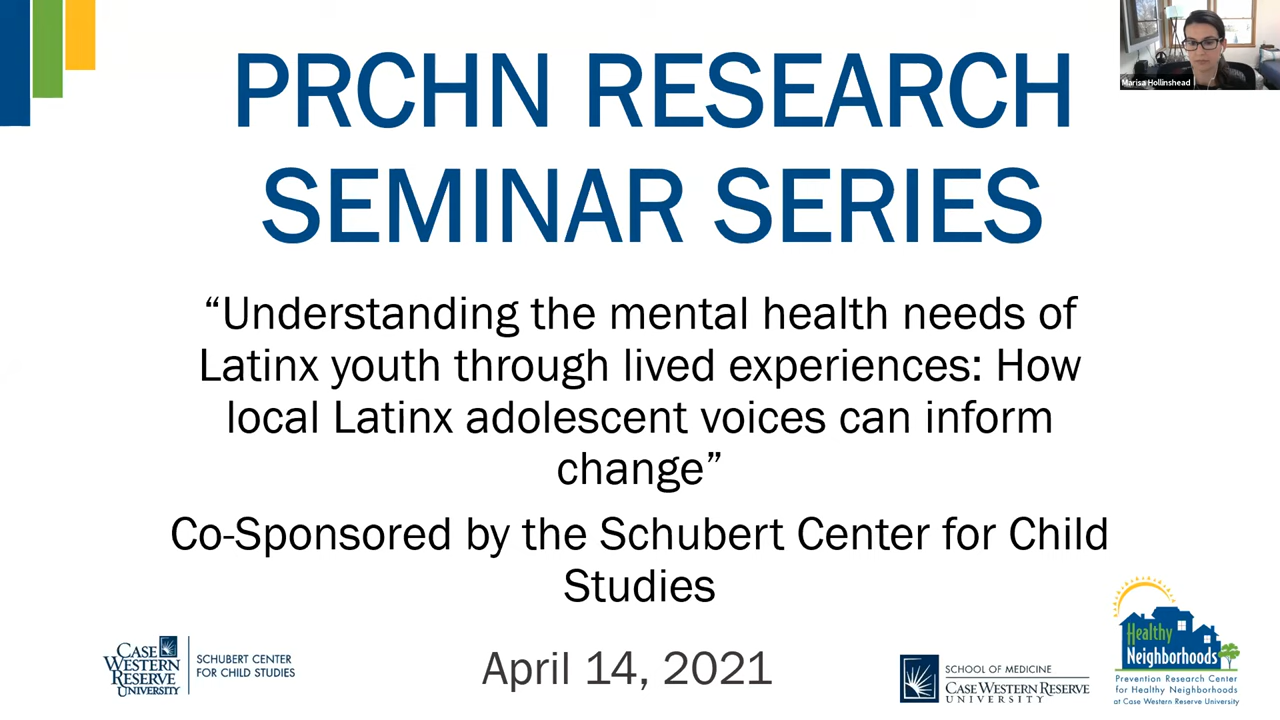 PRCHN RESEARCH
SEMINAR SERIES
Marisa Hollinshead
“Understanding the mental health needs of
Latinx youth through lived experiences: How
local Latinx adolescent voices can inform
change”
Co-Sponsored by the Schubert Center for Child
Studies
CASE
WESTERN
RESERVE
UNIVERSITY
SCHUBERT CENTER
FOR CHILD STUDIES
April 14, 2021
SCHOOL OF MEDICINE
CASE WESTERN RESERVE
UNIVERSITY
Healthy
Neighborhoods
Prevention Research Center
for Healthy Neighborhoods
at Case Western Reserve University